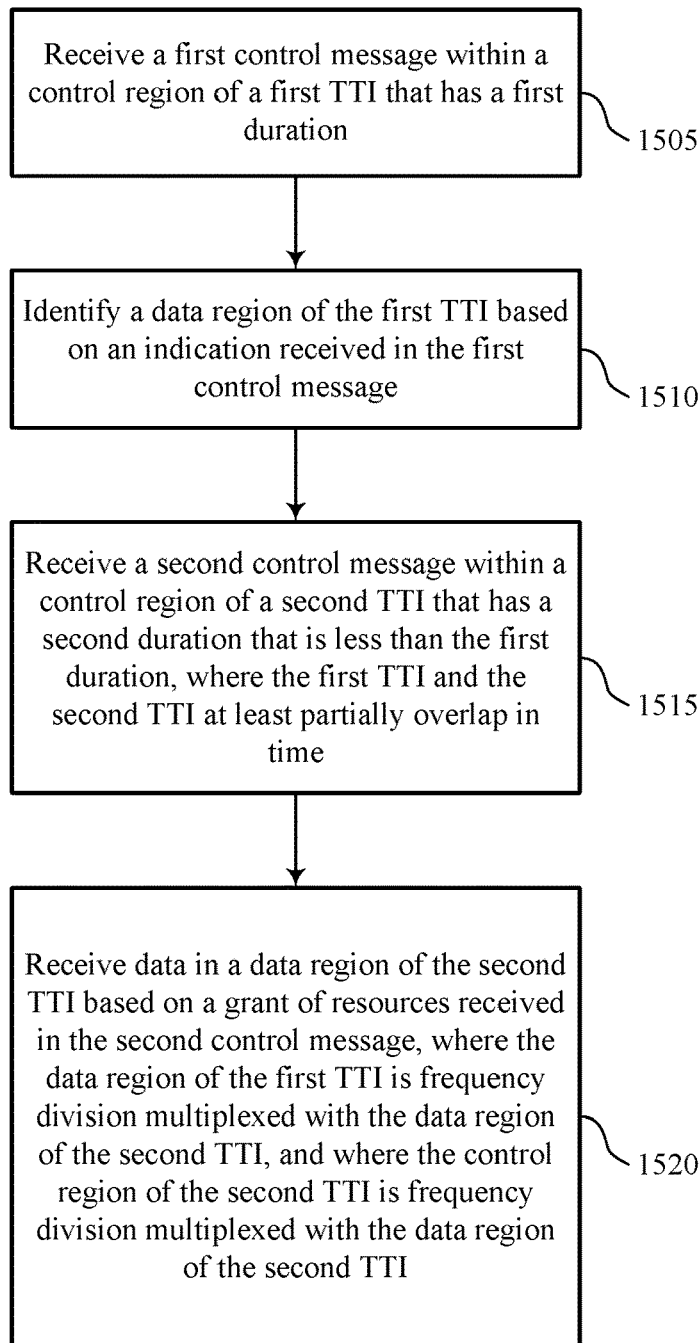 Receive a first control message within a
control region of a first TTI that has a first
duration
1505
Identify a data region of the first TTI based
on an indication received in the first
control message
1510
Receive a second control message within a
control region of a second TTI that has a
second duration that is less than the first
duration, where the first TTI and the
second TTI at least partially overlap in
time
1515
Receive data in a data region of the second
TTI based on a grant of resources received
in the second control message, where the
data region of the first TTI is frequency
division multiplexed with the data region
of the second TTI, and where the control
region of the second TTI is frequency
division multiplexed with the data region
of the second TTI
1520